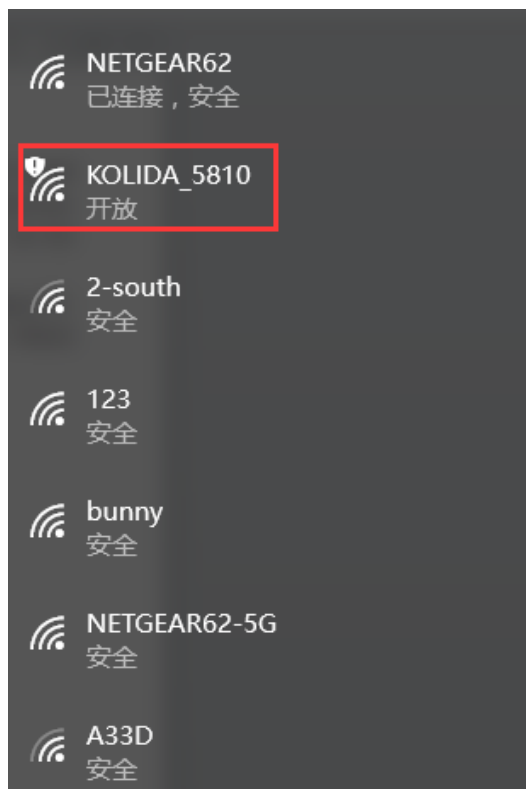 NETGEAR62
已连接，安全
KOLIDA_5810
开放
2-south
安全
123
安全
bunny
安全
NETGEAR62-5G
安全
A33D
安全